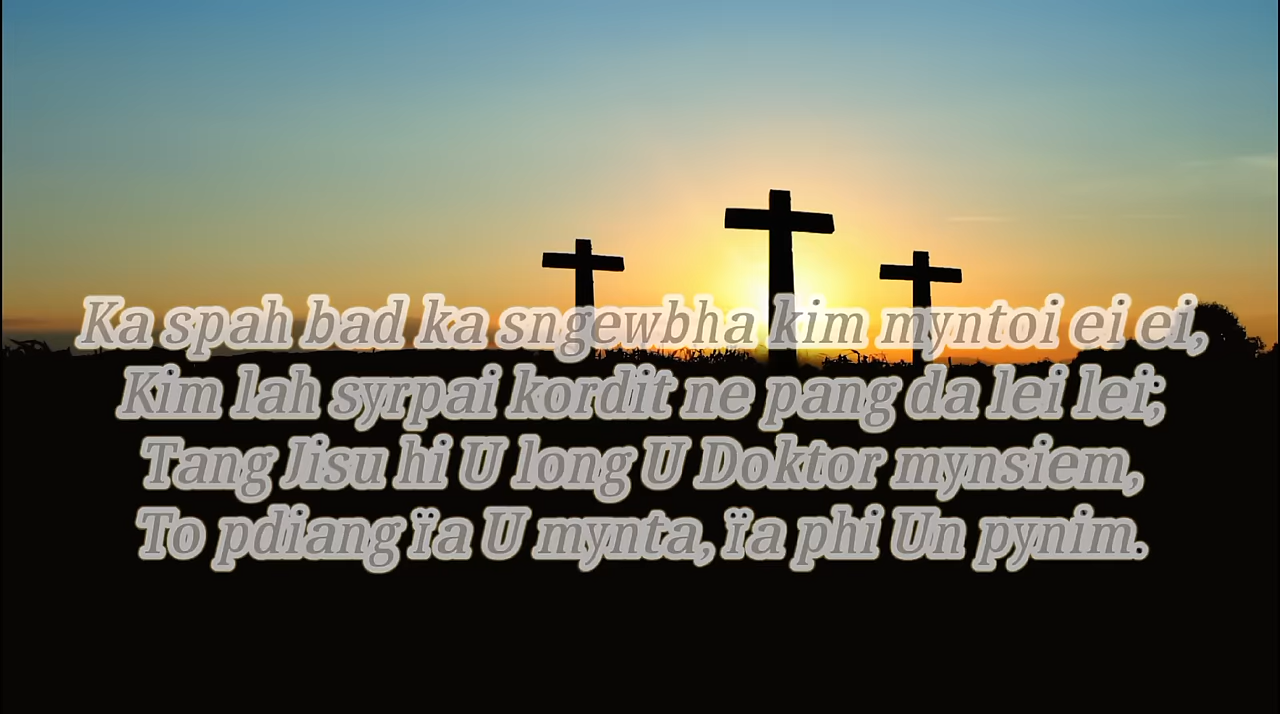 Ka spah bad ka sngewbha kim myntoi ei ei,
Kim lah syrpai kordit ne pang da lei lei;
Tang Jisu hi U long U Doktor mynsiem,
To pdiang ïa U mynta, ïa phi Un pynim.